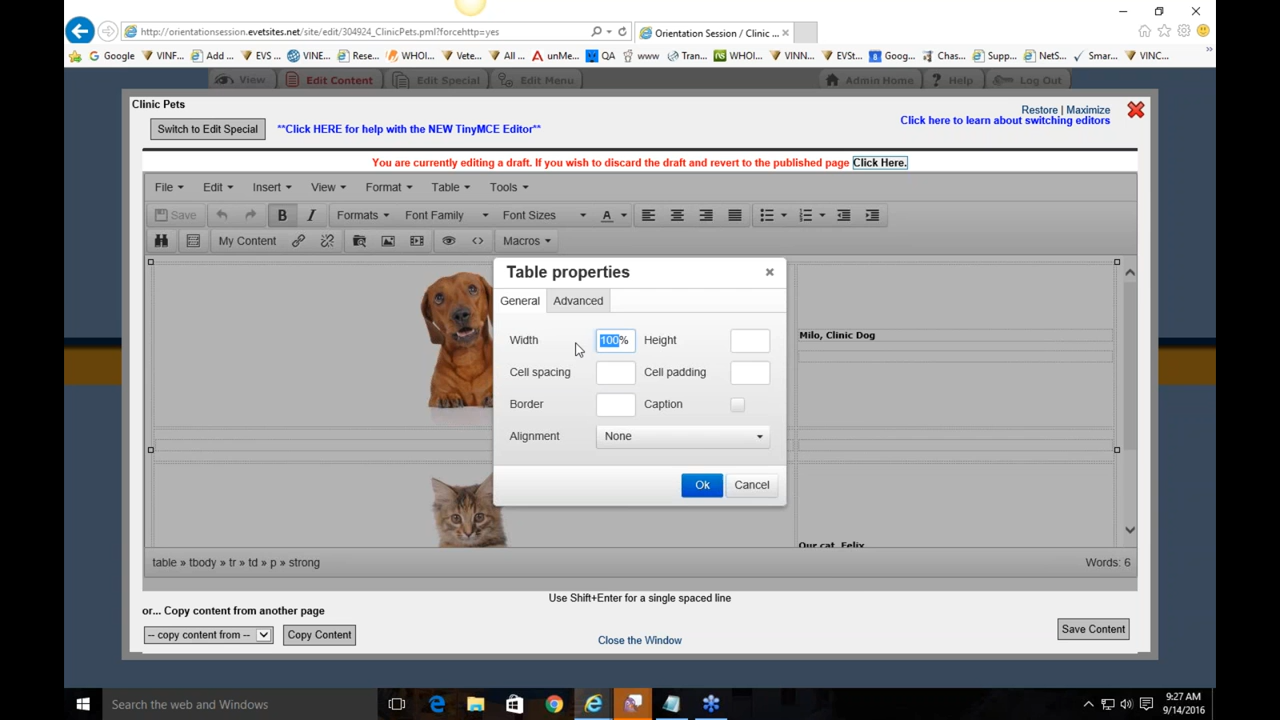 http://orientationsession.evetsites.net/site/edit/304924_ClinicPets.pml?forcehttp=yes
Orientation Session / Clinic ...
Google VINF... Add ... EVS ... VINE... Rese... WHOI... Vete... All ... unMe... QA www Tran... WHOI... VINN... EVSt... Goog... Chas... Supp... NetS... Smar... VINC...
View Edit Content Edit Special Edit Menu Admin Home Help Log Out
Clinic Pets
Restore | Maximize
Switch to Edit Special **Click HERE for help with the NEW TinyMCE Editor** Click here to learn about switching editors
You are currently editing a draft. If you wish to discard the draft and revert to the published page Click Here.
File Edit Insert View Format Table Tools
Save B I Formats Font Family Font Sizes A
My Content Macros
Table properties
General Advanced
Width 100% Height
Milo, Clinic Dog
Cell spacing Cell padding
Border Caption
Alignment None
Ok Cancel
Our cat, Felix
table » tbody » tr » td » p » strong Words: 6
Use Shift+Enter for a single spaced line
or... Copy content from another page
-- copy content from -- Copy Content
Close the Window
Save Content
Search the web and Windows
9:27 AM
9/14/2016